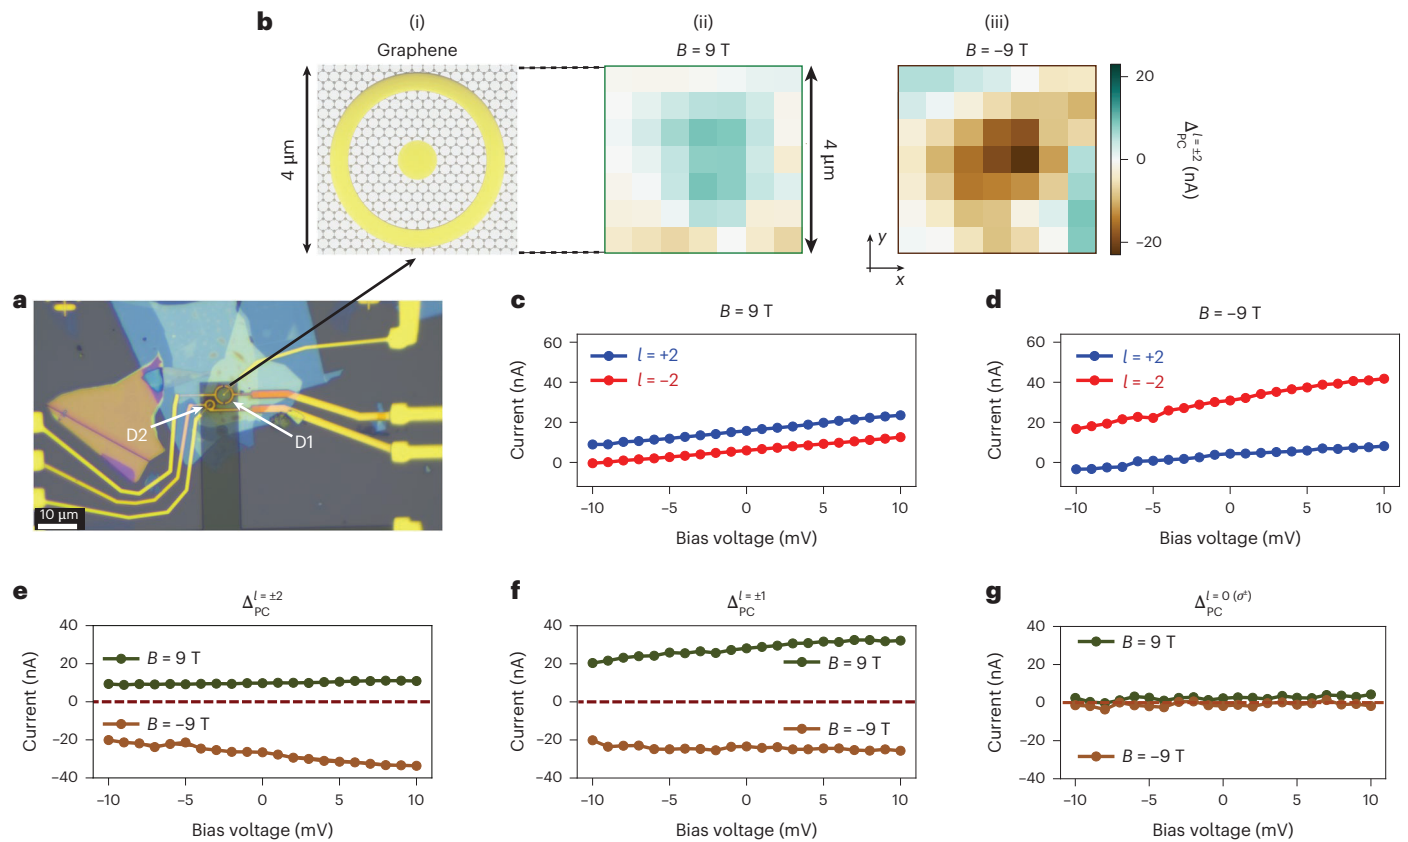 b
(i)
(ii)
(iii)
Graphene
B = 9 T
B = –9 T
4 μm
4 μm
20
0
–20
Δ_PC^{l = ±2} (nA)
y
x
a
D2
D1
10 μm
c
B = 9 T
60
40
20
0
Current (nA)
l = +2
l = –2
–10
–5
0
5
10
Bias voltage (mV)
d
B = –9 T
60
40
20
0
Current (nA)
l = +2
l = –2
–10
–5
0
5
10
Bias voltage (mV)
e
Δ_PC^{l = ±2}
40
20
0
–20
–40
Current (nA)
B = 9 T
B = –9 T
–10
–5
0
5
10
Bias voltage (mV)
f
Δ_PC^{l = ±1}
40
20
0
–20
–40
Current (nA)
B = 9 T
B = –9 T
–10
–5
0
5
10
Bias voltage (mV)
g
Δ_PC^{l = 0 (σ±)}
40
20
0
–20
–40
Current (nA)
B = 9 T
B = –9 T
–10
–5
0
5
10
Bias voltage (mV)